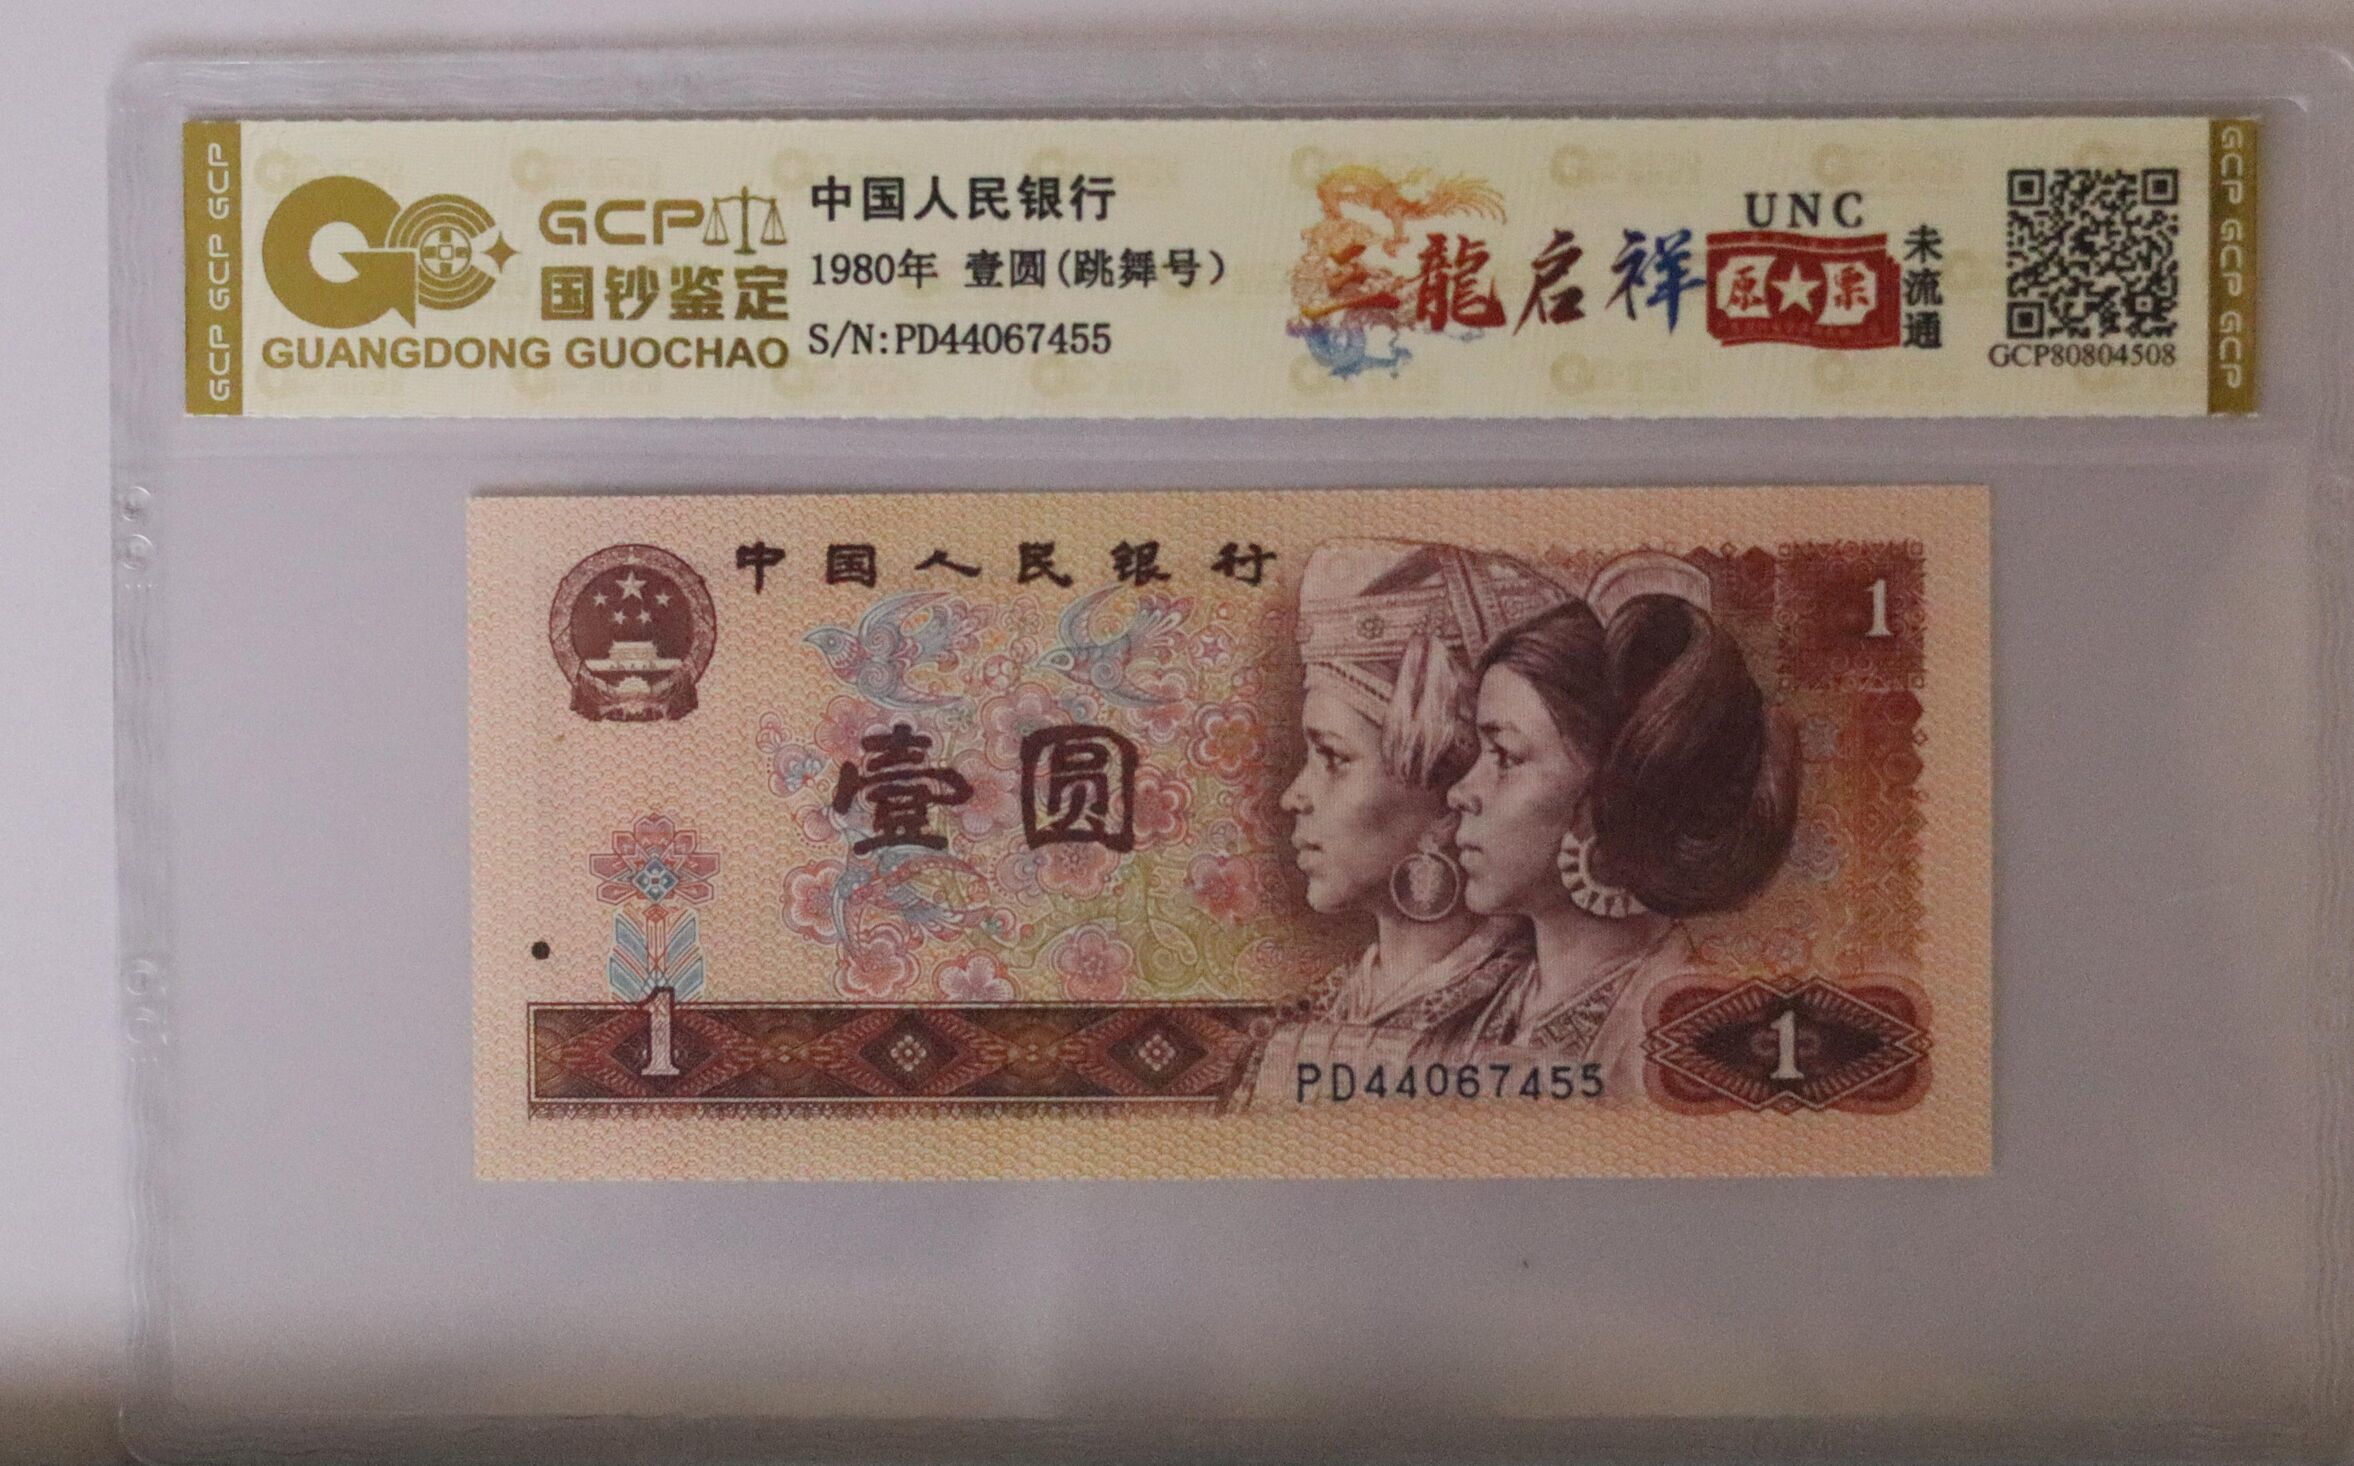 GCP GCP GCP
GCP
国钞鉴定
GUANGDONG GUOCHAO
中国人民银行
1980年 壹圆(跳舞号)
S/N:PD44067455
三龍启祥
UNC
原★票
未流通
GCP80804508
GCP GCP GCP
中国人民银行
1
壹圆
1
PD44067455
1